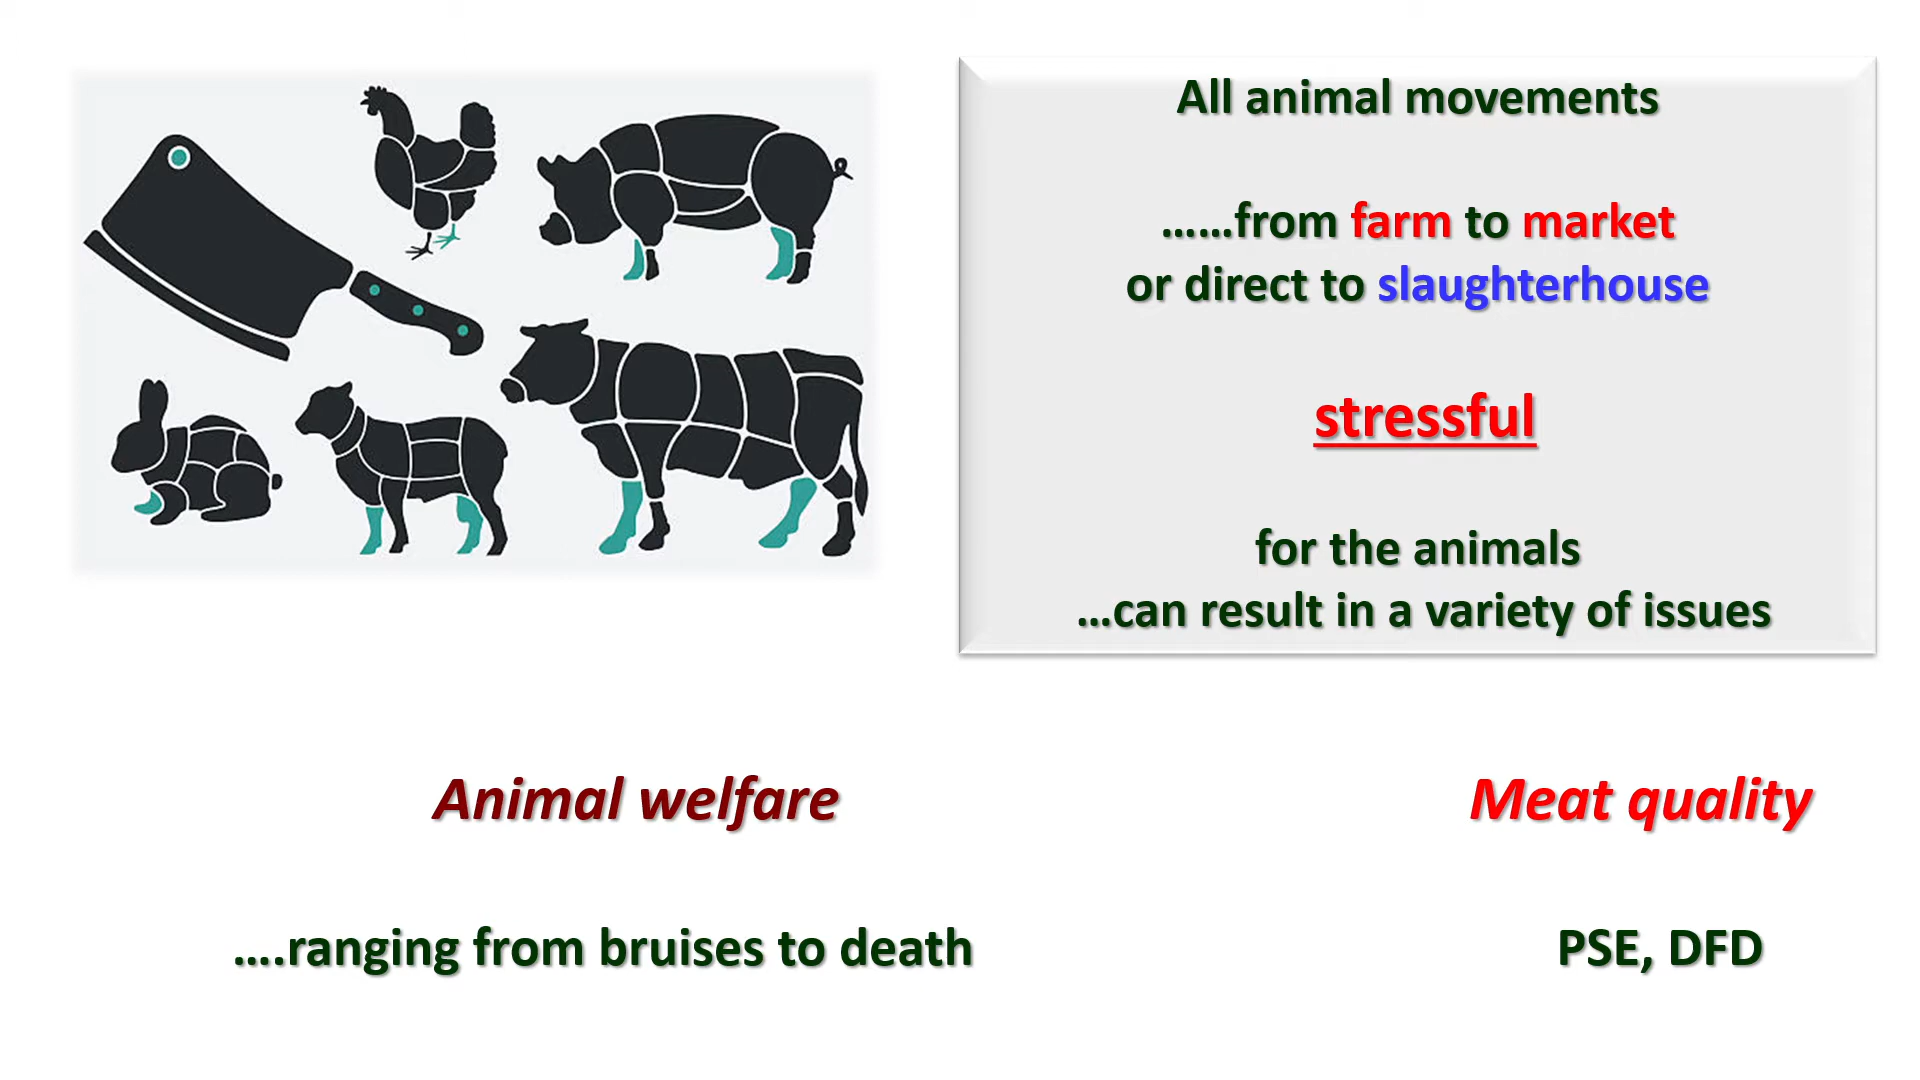 All animal movements
……from farm to market
or direct to slaughterhouse
stressful
for the animals
…can result in a variety of issues
Animal welfare
Meat quality
….ranging from bruises to death
PSE, DFD